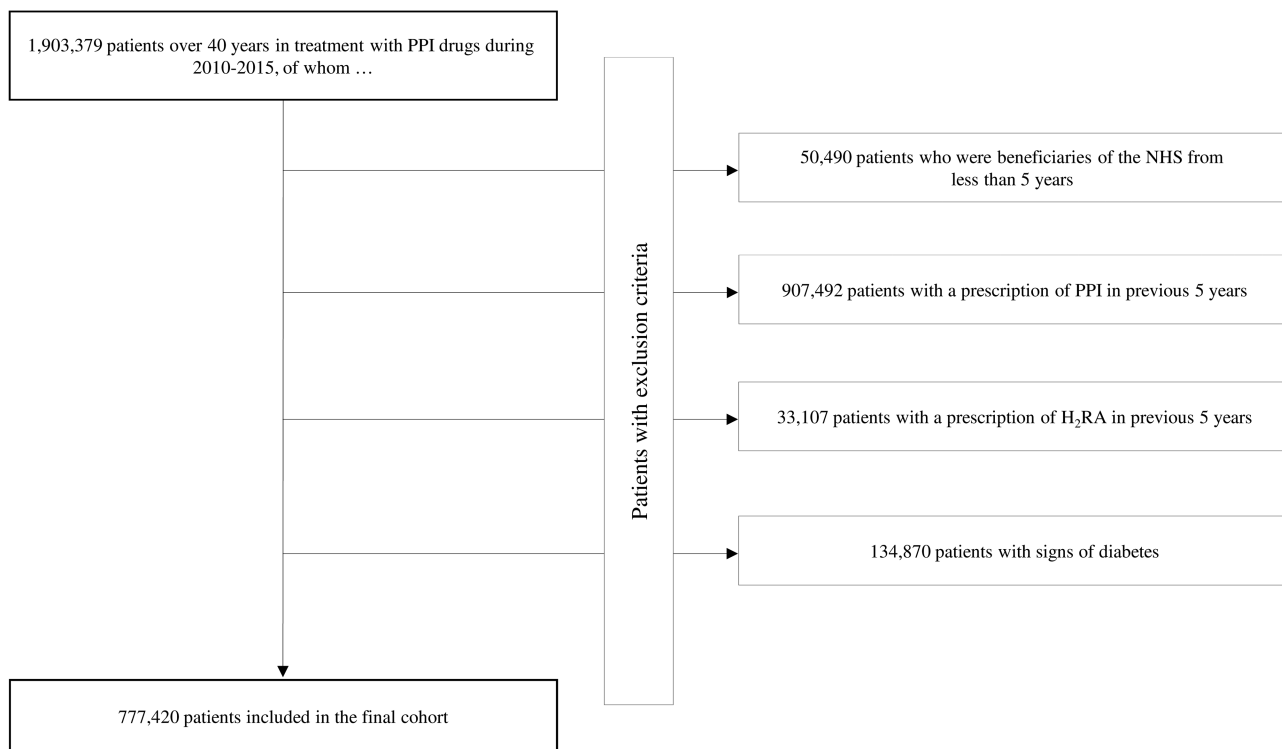 1,903,379 patients over 40 years in treatment with PPI drugs during
2010-2015, of whom …
Patients with exclusion criteria
50,490 patients who were beneficiaries of the NHS from
less than 5 years
907,492 patients with a prescription of PPI in previous 5 years
33,107 patients with a prescription of H₂RA in previous 5 years
134,870 patients with signs of diabetes
777,420 patients included in the final cohort